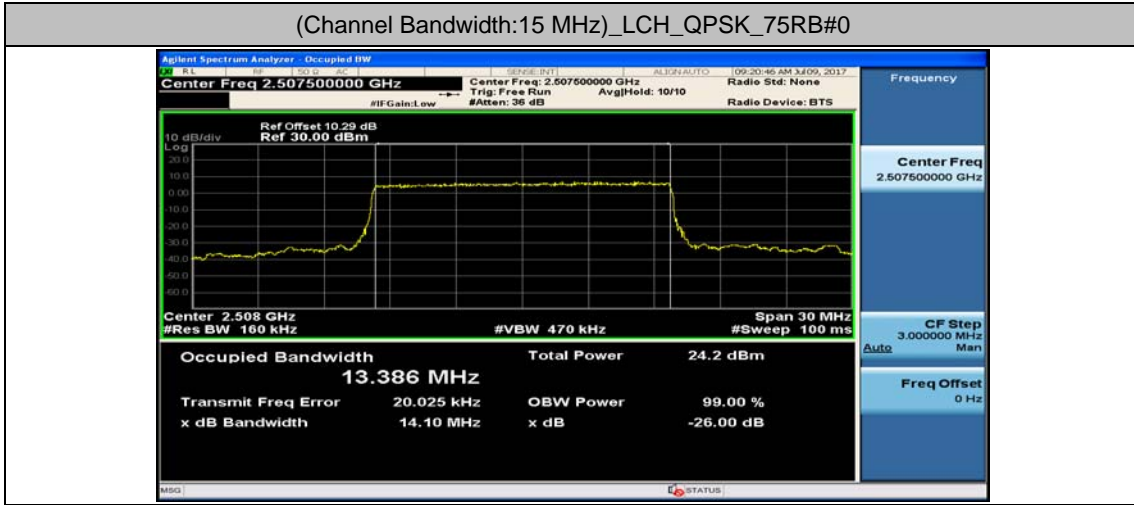 (Channel Bandwidth:15 MHz)_LCH_QPSK_75RB#0
Agilent Spectrum Analyzer - Occupied BW
RL RF 50 Ω AC SENSE:INT ALIGN AUTO 09:20:46 AM Jul 09, 2017
Center Freq 2.507500000 GHz
Center Freq: 2.507500000 GHz
Radio Std: None
Trig: Free Run Avg|Hold: 10/10
#IFGain:Low #Atten: 36 dB Radio Device: BTS
Frequency
Ref Offset 10.29 dB
10 dB/div Ref 30.00 dBm
Log
20.0
10.0
0.00
-10.0
-20.0
-30.0
-40.0
-50.0
-60.0
Center Freq
2.507500000 GHz
Center 2.508 GHz Span 30 MHz
#Res BW 160 kHz #VBW 470 kHz #Sweep 100 ms
CF Step
3.000000 MHz
Auto Man
Freq Offset
0 Hz
Occupied Bandwidth Total Power 24.2 dBm
13.386 MHz
Transmit Freq Error 20.025 kHz OBW Power 99.00 %
x dB Bandwidth 14.10 MHz x dB -26.00 dB
MSG STATUS